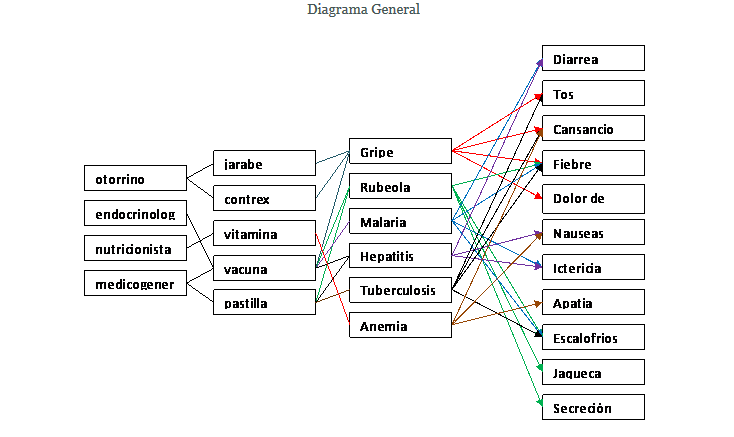 Diagrama General
otorrino
endocrinolog
nutricionista
medicogener
jarabe
contrex
vitamina
vacuna
pastilla
Gripe
Rubeola
Malaria
Hepatitis
Tuberculosis
Anemia
Diarrea
Tos
Cansancio
Fiebre
Dolor de
Nauseas
Ictericia
Apatia
Escalofrios
Jaqueca
Secreción